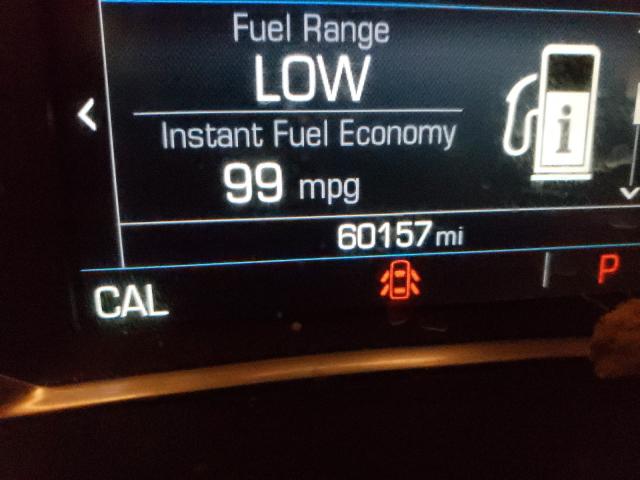 Fuel Range
LOW
Instant Fuel Economy
99 mpg
i
60157 mi
CAL
P